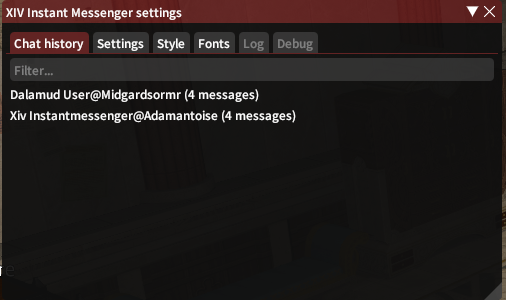 XIV Instant Messenger settings
Chat history Settings Style Fonts Log Debug
Filter...
Dalamud User@Midgardsormr (4 messages)
Xiv Instantmessenger@Adamantoise (4 messages)